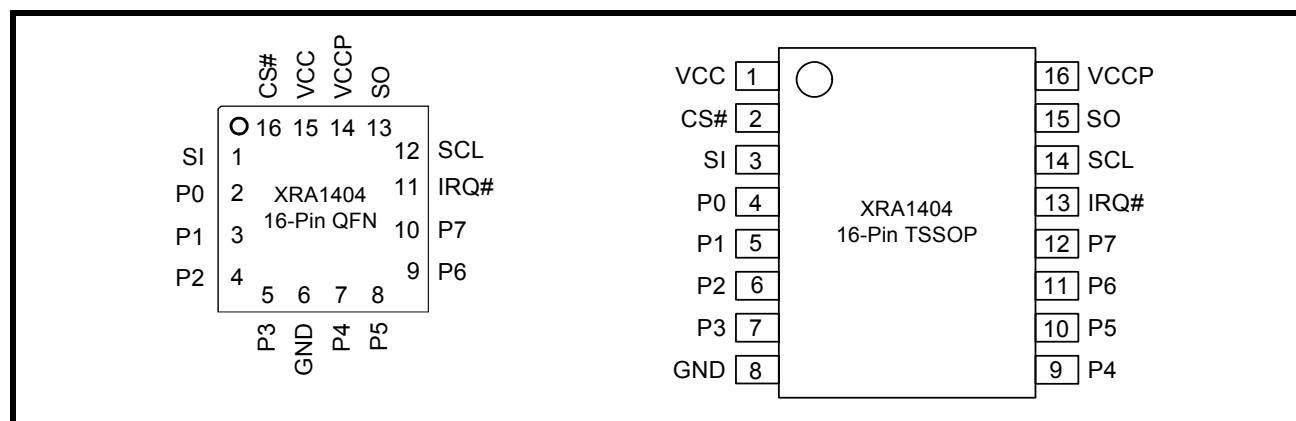 CS#
VCC
VCCP
SO
16 15 14 13
SI 1
12 SCL
P0 2
11 IRQ#
XRA1404
16-Pin QFN
P1 3
10 P7
P2 4
9 P6
5 6 7 8
P3
GND
P4
P5
VCC 1
16 VCCP
CS# 2
15 SO
SI 3
14 SCL
P0 4
13 IRQ#
XRA1404
16-Pin TSSOP
P1 5
12 P7
P2 6
11 P6
P3 7
10 P5
GND 8
9 P4